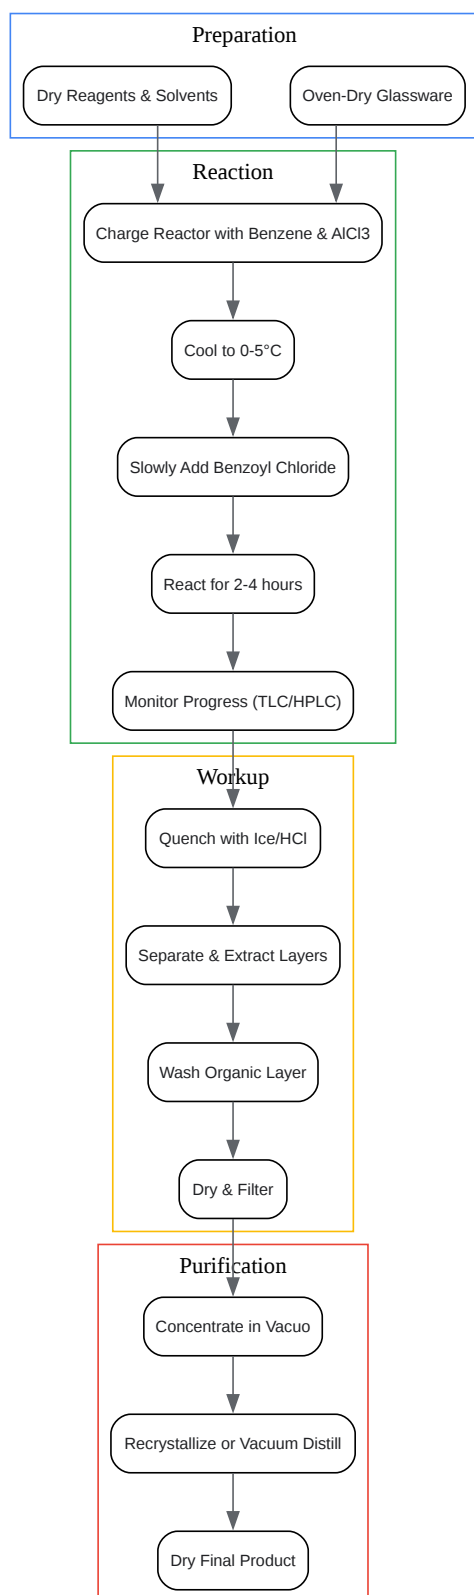 Preparation
Dry Reagents & Solvents
Oven-Dry Glassware
Reaction
Charge Reactor with Benzene & AlCl3
Cool to 0-5°C
Slowly Add Benzoyl Chloride
React for 2-4 hours
Monitor Progress (TLC/HPLC)
Workup
Quench with Ice/HCl
Separate & Extract Layers
Wash Organic Layer
Dry & Filter
Purification
Concentrate in Vacuo
Recrystallize or Vacuum Distill
Dry Final Product